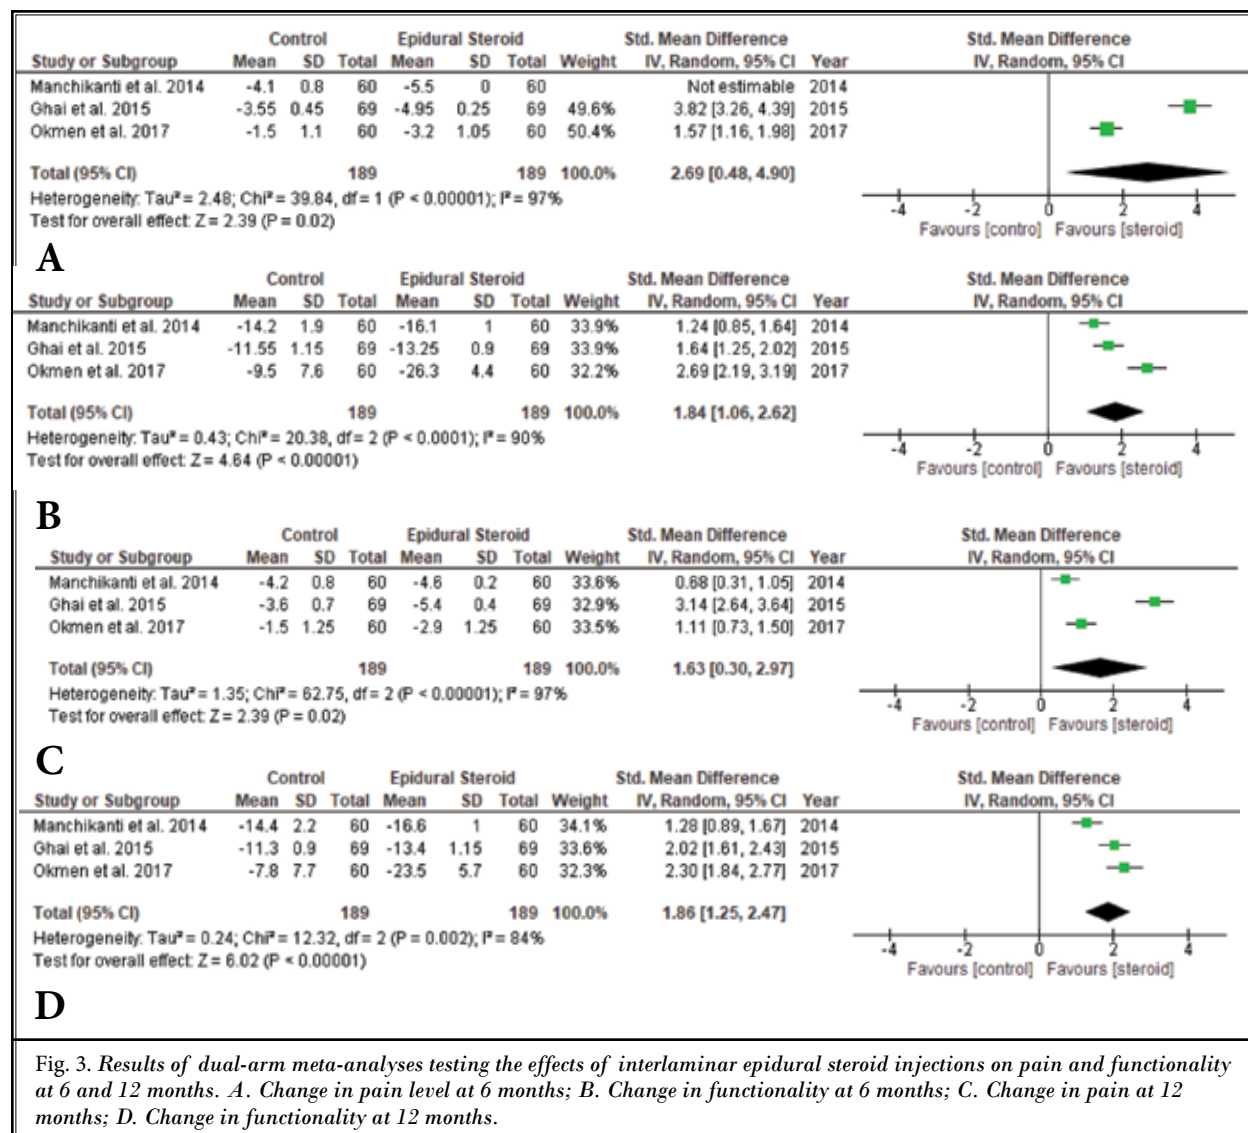 Control Epidural Steroid Std. Mean Difference Std. Mean Difference
Study or Subgroup Mean SD Total Mean SD Total Weight IV, Random, 95% CI Year IV, Random, 95% CI
Manchikanti et al. 2014 -4.1 0.8 60 -5.5 0 60 Not estimable 2014
Ghai et al. 2015 -3.55 0.45 69 -4.95 0.25 69 49.6% 3.82 [3.26, 4.39] 2015
Okmen et al. 2017 -1.5 1.1 60 -3.2 1.05 60 50.4% 1.57 [1.16, 1.98] 2017
Total (95% CI) 189 189 100.0% 2.69 [0.48, 4.90]
Heterogeneity: Tau² = 2.48; Chi² = 39.84, df = 1 (P < 0.00001); I² = 97%
Test for overall effect: Z = 2.39 (P = 0.02)
-4 -2 0 2 4
Favours [contro] Favours [steroid]
A
Control Epidural Steroid Std. Mean Difference Std. Mean Difference
Study or Subgroup Mean SD Total Mean SD Total Weight IV, Random, 95% CI Year IV, Random, 95% CI
Manchikanti et al. 2014 -14.2 1.9 60 -16.1 1 60 33.9% 1.24 [0.85, 1.64] 2014
Ghai et al. 2015 -11.55 1.15 69 -13.25 0.9 69 33.9% 1.64 [1.25, 2.02] 2015
Okmen et al. 2017 -9.5 7.6 60 -26.3 4.4 60 32.2% 2.69 [2.19, 3.19] 2017
Total (95% CI) 189 189 100.0% 1.84 [1.06, 2.62]
Heterogeneity: Tau² = 0.43; Chi² = 20.38, df = 2 (P < 0.0001); I² = 90%
Test for overall effect: Z = 4.64 (P < 0.00001)
-4 -2 0 2 4
Favours [control] Favours [steroid]
B
Control Epidural Steroid Std. Mean Difference Std. Mean Difference
Study or Subgroup Mean SD Total Mean SD Total Weight IV, Random, 95% CI Year IV, Random, 95% CI
Manchikanti et al. 2014 -4.2 0.8 60 -4.6 0.2 60 33.6% 0.68 [0.31, 1.05] 2014
Ghai et al. 2015 -3.6 0.7 69 -5.4 0.4 69 32.9% 3.14 [2.64, 3.64] 2015
Okmen et al. 2017 -1.5 1.25 60 -2.9 1.25 60 33.5% 1.11 [0.73, 1.50] 2017
Total (95% CI) 189 189 100.0% 1.63 [0.30, 2.97]
Heterogeneity: Tau² = 1.35; Chi² = 62.75, df = 2 (P < 0.00001); I² = 97%
Test for overall effect: Z = 2.39 (P = 0.02)
-4 -2 0 2 4
Favours [control] Favours [steroid]
C
Control Epidural Steroid Std. Mean Difference Std. Mean Difference
Study or Subgroup Mean SD Total Mean SD Total Weight IV, Random, 95% CI Year IV, Random, 95% CI
Manchikanti et al. 2014 -14.4 2.2 60 -16.6 1 60 34.1% 1.28 [0.89, 1.67] 2014
Ghai et al. 2015 -11.3 0.9 69 -13.4 1.15 69 33.6% 2.02 [1.61, 2.43] 2015
Okmen et al. 2017 -7.8 7.7 60 -23.5 5.7 60 32.3% 2.30 [1.84, 2.77] 2017
Total (95% CI) 189 189 100.0% 1.86 [1.25, 2.47]
Heterogeneity: Tau² = 0.24; Chi² = 12.32, df = 2 (P = 0.002); I² = 84%
Test for overall effect: Z = 6.02 (P < 0.00001)
-4 -2 0 2 4
Favours [control] Favours [steroid]
D
Fig. 3. Results of dual-arm meta-analyses testing the effects of interlaminar epidural steroid injections on pain and functionality
at 6 and 12 months. A. Change in pain level at 6 months; B. Change in functionality at 6 months; C. Change in pain at 12
months; D. Change in functionality at 12 months.